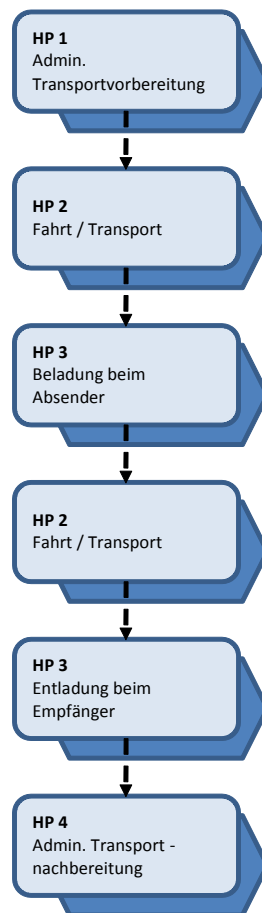 HP 1
Admin.
Transportvorbereitung
HP 2
Fahrt / Transport
HP 3
Beladung beim
Absender
HP 2
Fahrt / Transport
HP 3
Entladung beim
Empfänger
HP 4
Admin. Transport -
nachbereitung